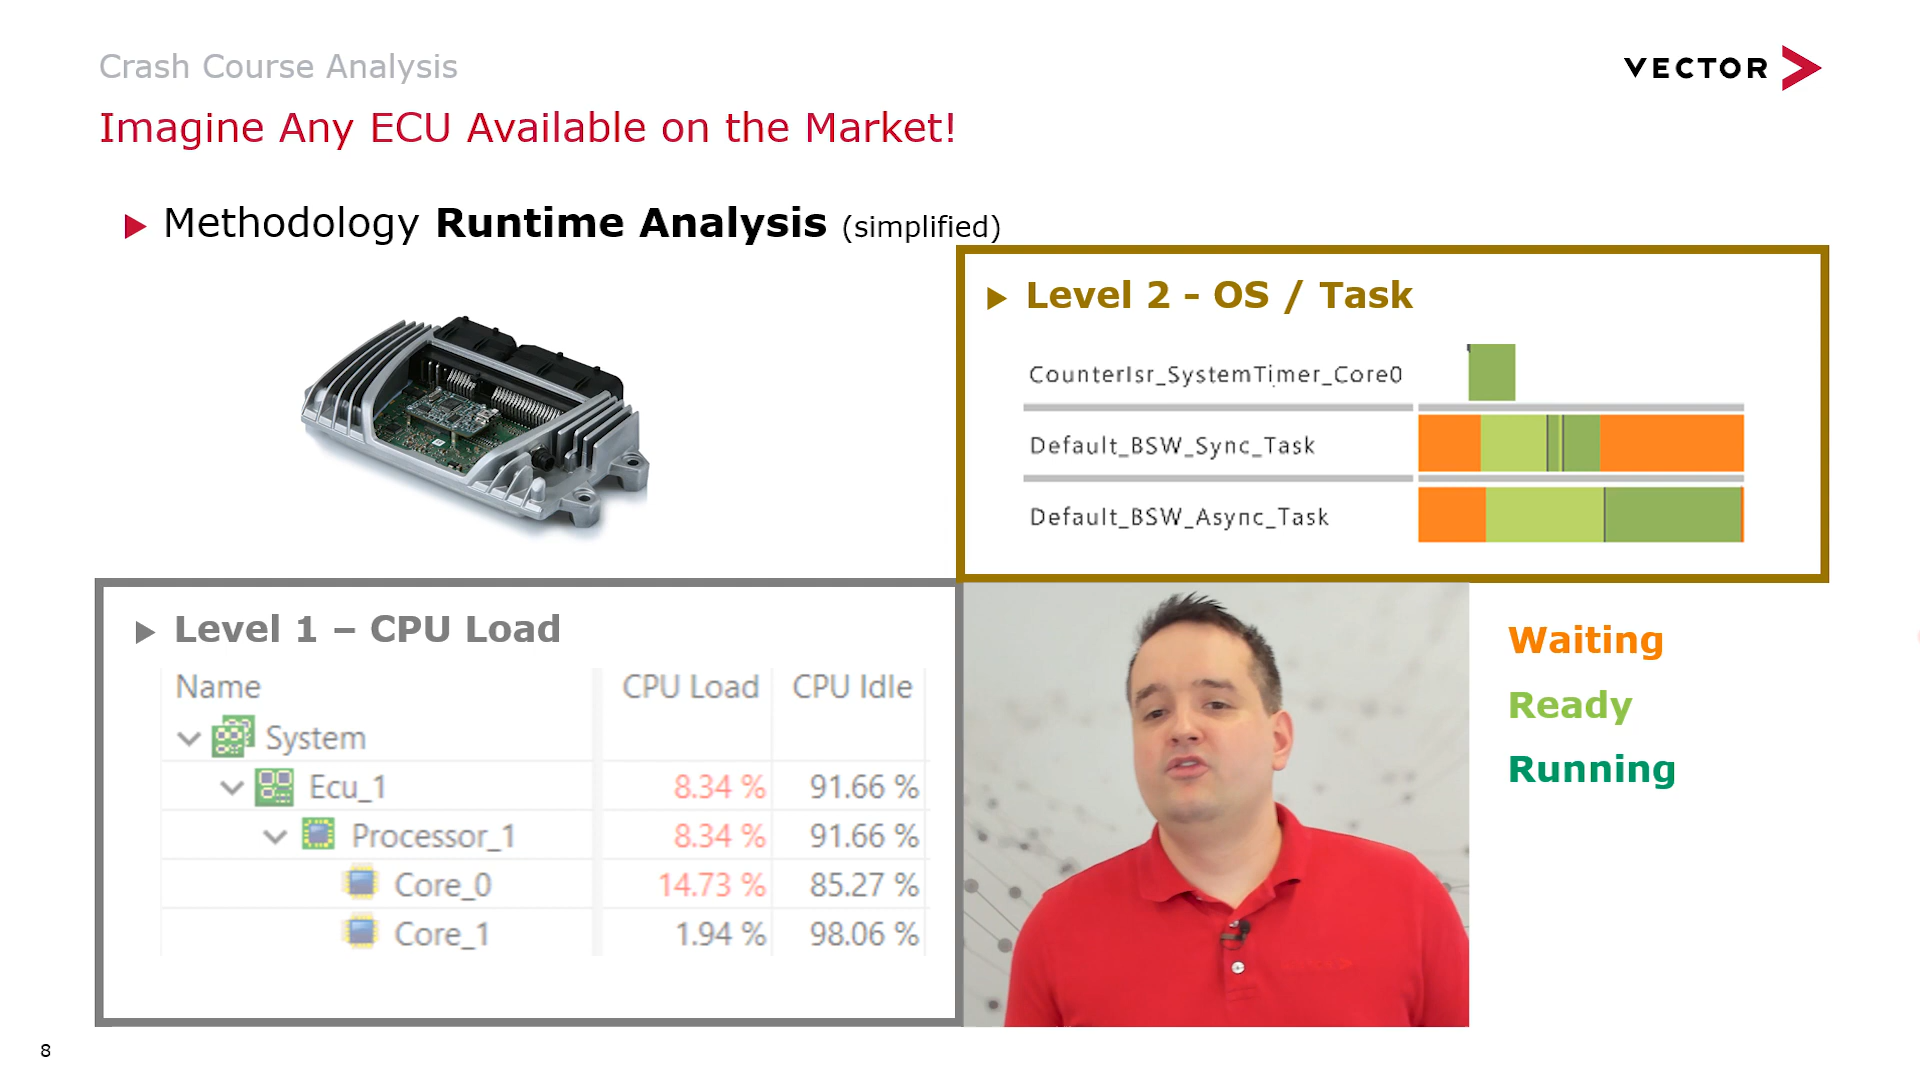 Crash Course Analysis
VECTOR
Imagine Any ECU Available on the Market!
Methodology Runtime Analysis (simplified)
Level 2 - OS / Task
CounterIsr_SystemTimer_Core0
Default_BSW_Sync_Task
Default_BSW_Async_Task
Level 1 – CPU Load
Name CPU Load CPU Idle
System
Ecu_1 8.34 % 91.66 %
Processor_1 8.34 % 91.66 %
Core_0 14.73 % 85.27 %
Core_1 1.94 % 98.06 %
Waiting
Ready
Running
8